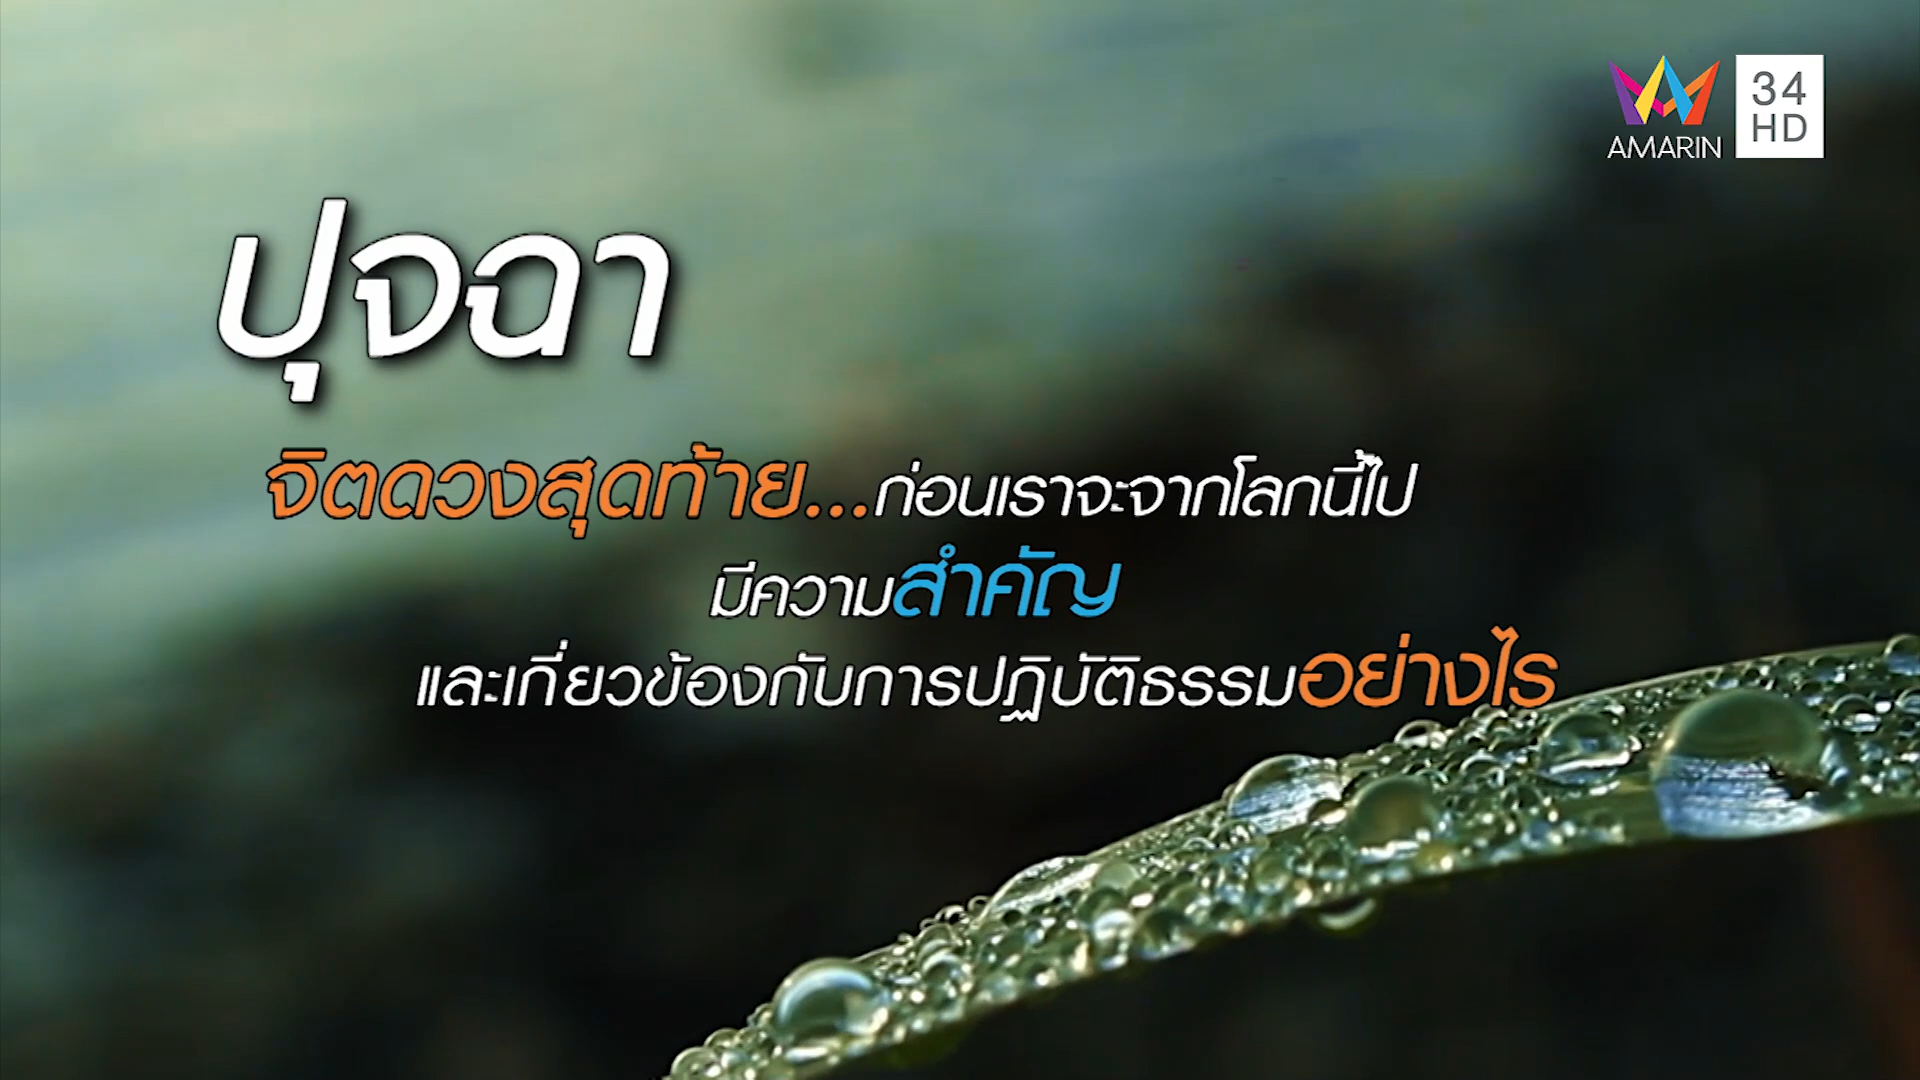 AMARIN
34
HD
ปุจฉา
จิตดวงสุดท้าย...ก่อนเราจะจากโลกนี้ไป
มีความสำคัญ
และเกี่ยวข้องกับการปฏิบัติธรรมอย่างไร